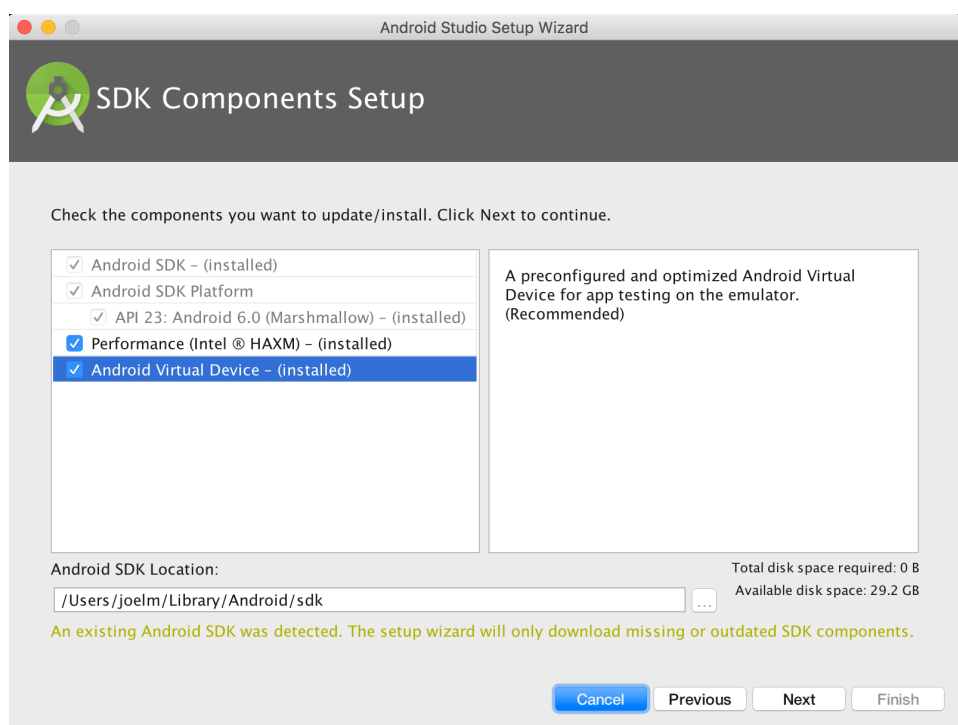 Android Studio Setup Wizard
SDK Components Setup
Check the components you want to update/install. Click Next to continue.
Android SDK – (installed)
Android SDK Platform
API 23: Android 6.0 (Marshmallow) – (installed)
Performance (Intel ® HAXM) – (installed)
Android Virtual Device – (installed)
A preconfigured and optimized Android Virtual
Device for app testing on the emulator.
(Recommended)
Android SDK Location:
Total disk space required: 0 B
Available disk space: 29.2 GB
/Users/joelm/Library/Android/sdk
...
An existing Android SDK was detected. The setup wizard will only download missing or outdated SDK components.
Cancel
Previous
Next
Finish